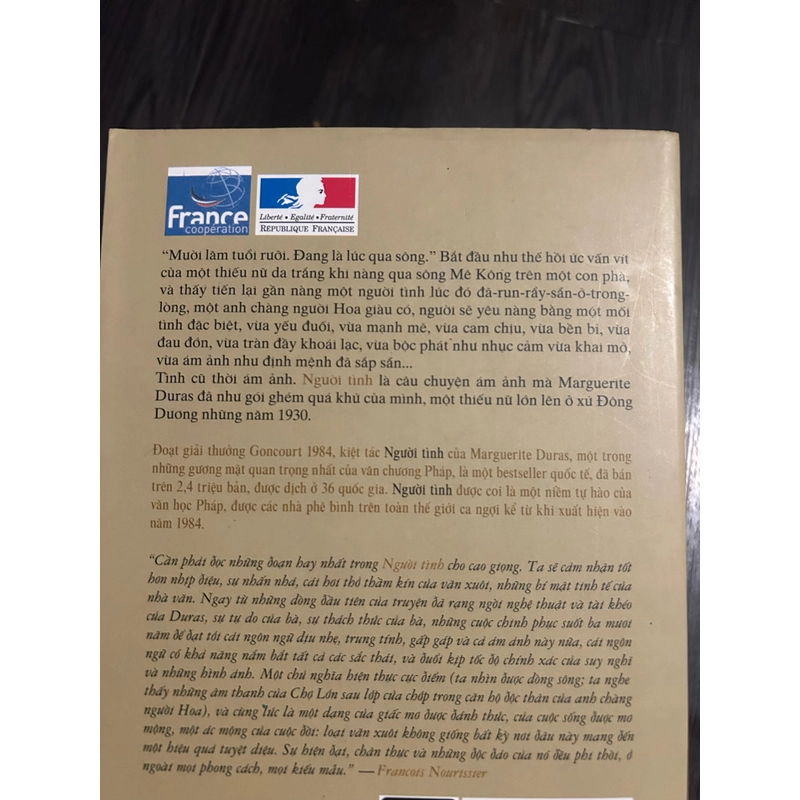 France
coopération
Liberté • Egalité • Fraternité
RÉPUBLIQUE FRANÇAISE
“Mười lăm tuổi rưỡi. Đang là lúc qua sông.” Bắt đầu như thế hồi ức vấn vít
của một thiếu nữ da trắng khi nàng qua sông Mê Kông trên một con phà,
và thấy tiến lại gần nàng một người tình lúc đó đã-run-rẩy-sẵn-ở-trong-
lòng, một anh chàng người Hoa giàu có, người sẽ yêu nàng bằng một mối
tình đặc biệt, vừa yếu đuối, vừa mạnh mẽ, vừa cam chịu, vừa bền bỉ, vừa
đau đớn, vừa tràn đầy khoái lạc, vừa bộc phát như nhục cảm vừa khai mở,
vừa ám ảnh như định mệnh đã sắp sẵn...
Tình cũ thời ám ảnh. Người tình là câu chuyện ám ảnh mà Marguerite
Duras đã như gói ghém quá khứ của mình, một thiếu nữ lớn lên ở xứ Đông
Dương những năm 1930.
Đoạt giải thưởng Goncourt 1984, kiệt tác Người tình của Marguerite Duras, một trong
những gương mặt quan trọng nhất của văn chương Pháp, là một bestseller quốc tế, đã bán
trên 2,4 triệu bản, được dịch ở 36 quốc gia. Người tình được coi là một niềm tự hào của
văn học Pháp, được các nhà phê bình trên toàn thế giới ca ngợi kể từ khi xuất hiện vào
năm 1984.
“Cần phải đọc những đoạn hay nhất trong Người tình cho cao giọng. Ta sẽ cảm nhận tốt
hơn nhịp điệu, sự nhấn nhá, cái hơi thở thầm kín của văn xuôi, những bí mật tinh tế của
nhà văn. Ngay từ những dòng đầu tiên của truyện đã rạng ngời nghệ thuật và tài khéo
của Duras, sự tự do của bà, sự thách thức của bà, những cuộc chinh phục suốt ba mươi
năm để đạt tới cái ngôn ngữ dịu nhẹ, trung tính, gấp gáp và cả ám ảnh này nữa, cái ngôn
ngữ có khả năng nắm bắt tất cả các sắc thái, và đuổi kịp tốc độ chính xác của suy nghĩ
và những hình ảnh. Một chủ nghĩa hiện thực cực điểm (ta nhìn được dòng sông; ta nghe
thấy những âm thanh của Chợ Lớn sau lớp cửa chớp trong căn hộ độc thân của anh chàng
người Hoa), và cùng lúc là một dạng của giấc mơ được đánh thức, của cuộc sống được mơ
mộng, một ác mộng của cuộc đời: loại văn xuôi không giống bất kỳ nơi đâu này mang đến
một hiệu quả tuyệt diệu. Sự hiện đại, chân thực và những độc đáo của nó đều phi thời, ở
ngoài mọi phong cách, mọi kiểu mẫu.” — Francois Nourissier